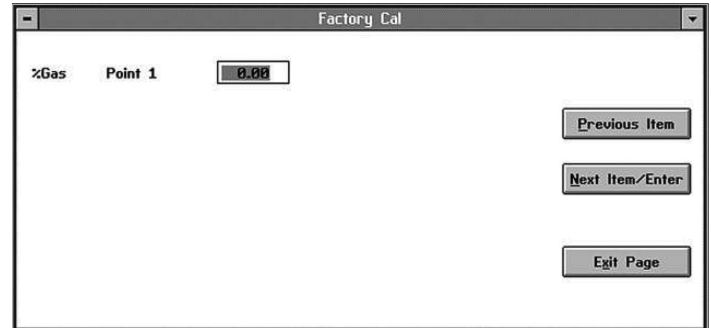 Factory Cal
%Gas Point 1 0.00
Previous Item
Next Item/Enter
Exit Page